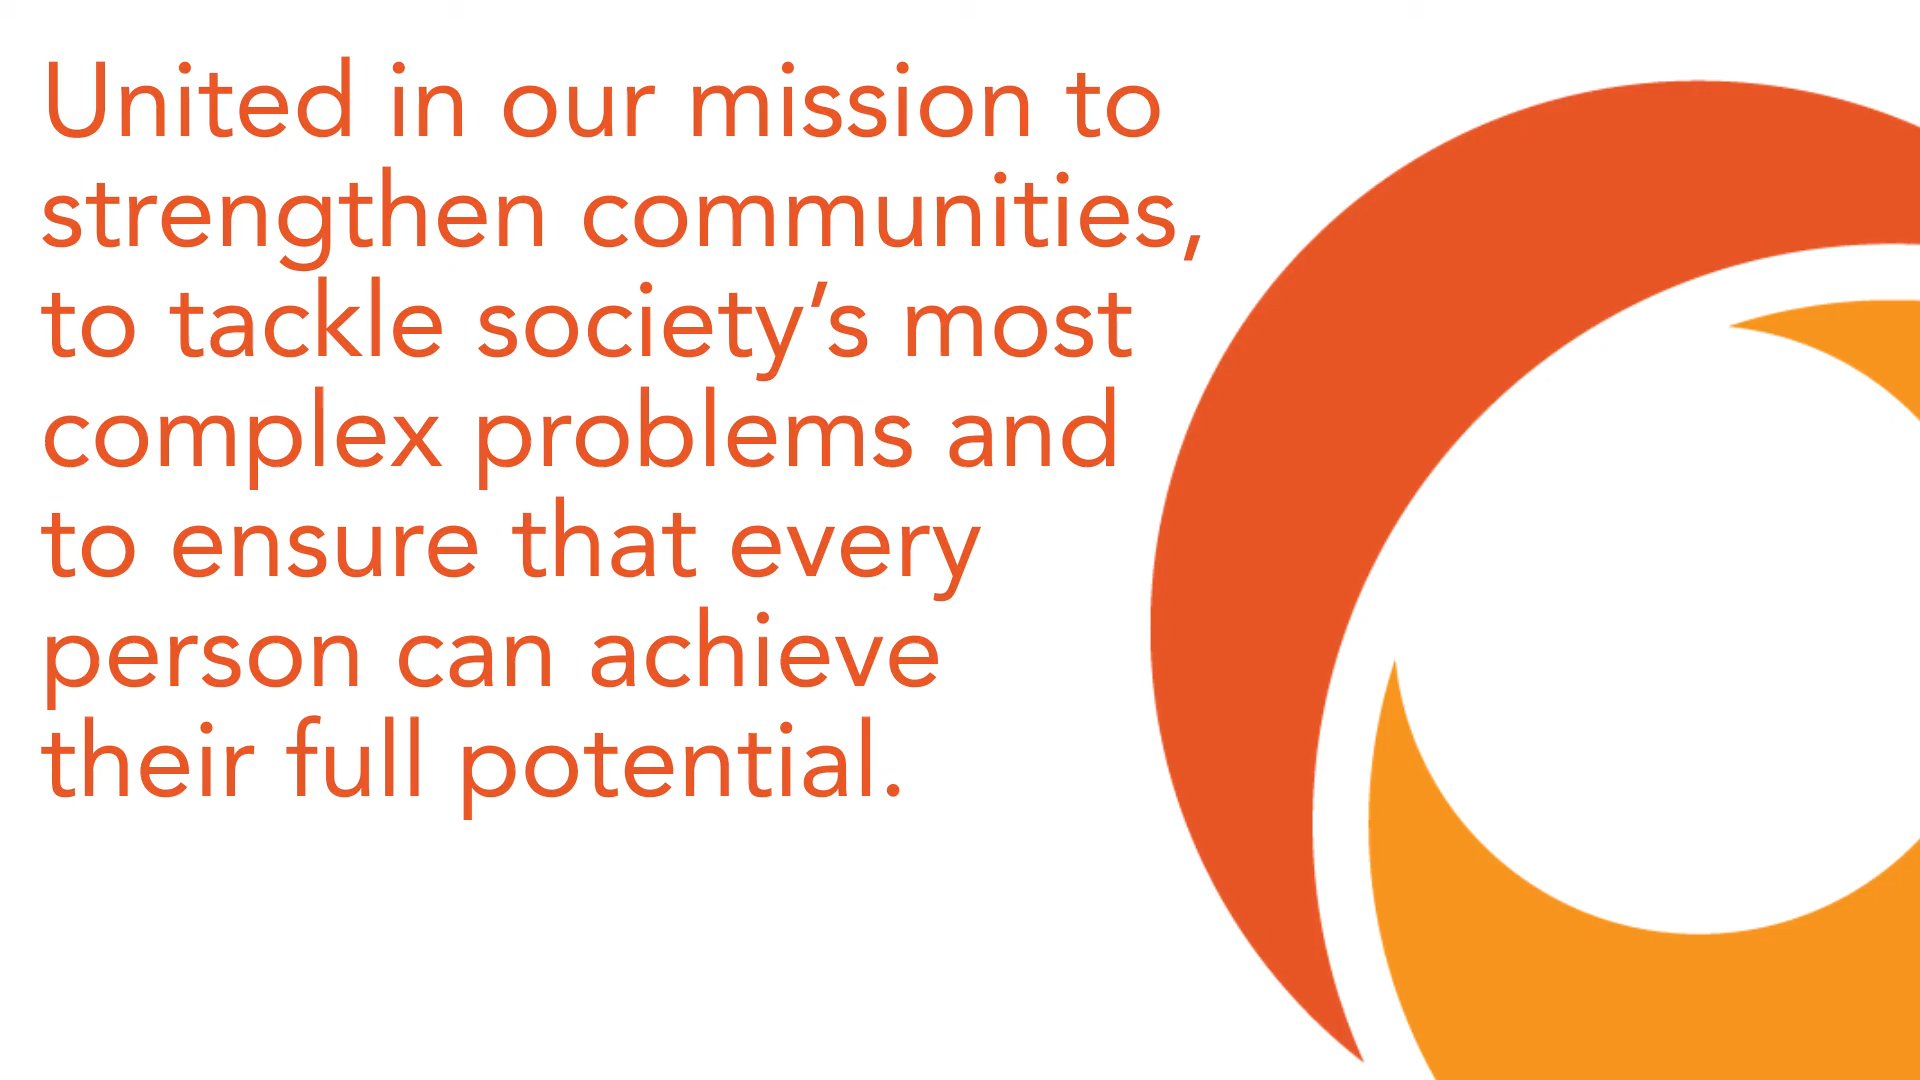 United in our mission to
strengthen communities,
to tackle society’s most
complex problems and
to ensure that every
person can achieve
their full potential.